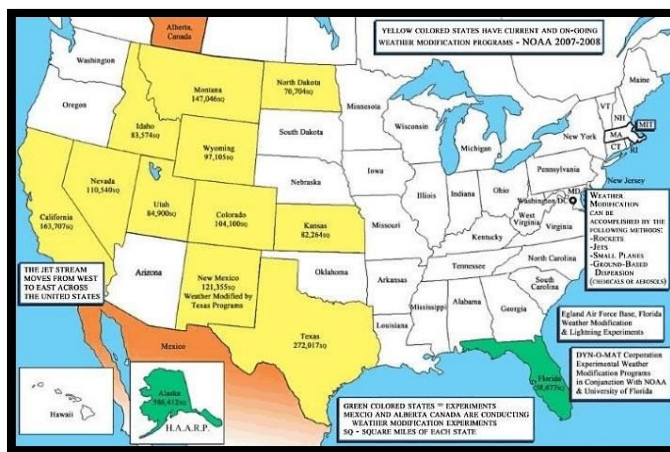 Alberta,
Canada
YELLOW COLORED STATES HAVE CURRENT AND ON-GOING
WEATHER MODIFICATION PROGRAMS - NOAA 2007-2008
Washington
Montana
147,046SQ
North Dakota
70,704SQ
Minnesota
Maine
Oregon
Idaho
83,574SQ
Wyoming
97,105SQ
South Dakota
Wisconsin
Michigan
VT
NH
MIT
MA
CT
RI
New York
Nebraska
Iowa
Pennsylvania
New Jersey
Nevada
110,540SQ
Utah
84,900SQ
Colorado
104,100SQ
Kansas
82,264SQ
California
163,707SQ
Missouri
Illiois
Indiana
Ohio
MD
Washington DC
West
Virginia
Virginia
Kentucky
WEATHER
MODIFICATION
CAN BE
ACCOMPLISHED BY
THE FOLLOWING
METHODS:
-ROCKETS
-JETS
-SMALL PLANES
-GROUND-BASED
DISPERSION
(CHEMICALS OR AEROSOLS)
THE JET STREAM
MOVES FROM WEST
TO EAST ACROSS
THE UNITED STATES
Arizona
New Mexico
121,355SQ
Weather Modified by
Texas Programs
Oklahoma
Arkansas
Tennessee
North Carolina
South
Carolina
Mississippi
Alabama
Georgia
Louisiana
Texas
272,017SQ
Mexico
Egland Air Force Base, Florida
Weather Modification
& Lightning Experiments
DYN-O-MAT Corporation
Experimental Weather
Modification Programs
in Conjunction With NOAA
& University of Florida
Florida
Hawaii
Alaska
H.A.A.R.P.
GREEN COLORED STATES = EXPERIMENTS
MEXCIO AND ALBERTA CANADA ARE CONDUCTING
WEATHER MODIFICATION EXPERIMENTS
SQ - SQUARE MILES OF EACH STATE